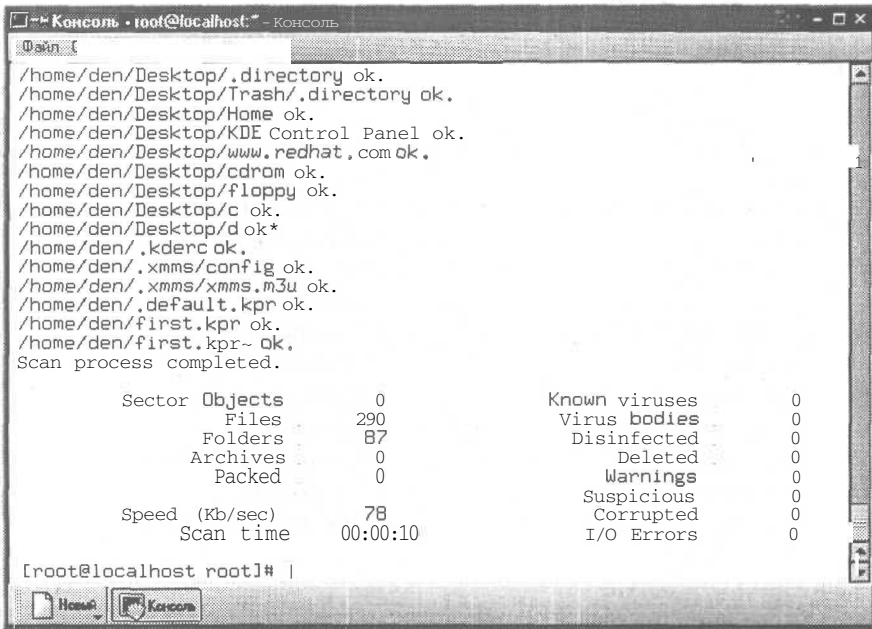 Консоль - root@localhost:~ - Консоль
Файл
/home/den/Desktop/.directory ok.
/home/den/Desktop/Trash/.directory ok.
/home/den/Desktop/Home ok.
/home/den/Desktop/KDE Control Panel ok.
/home/den/Desktop/www.redhat.com ok.
/home/den/Desktop/cdrom ok.
/home/den/Desktop/floppy ok.
/home/den/Desktop/c ok.
/home/den/Desktop/d ok*
/home/den/.kderc ok.
/home/den/.xmms/config ok.
/home/den/.xmms/xmms.m3u ok.
/home/den/.default.kpr ok.
/home/den/first.kpr ok.
/home/den/first.kpr~ ok.
Scan process completed.
Sector Objects 0 Known viruses 0
Files 290 Virus bodies 0
Folders 87 Disinfected 0
Archives 0 Deleted 0
Packed 0 Warnings 0
Suspicious 0
Speed (Kb/sec) 78 Corrupted 0
Scan time 00:00:10 I/O Errors 0
[root@localhost root]# |
Новый Консоль